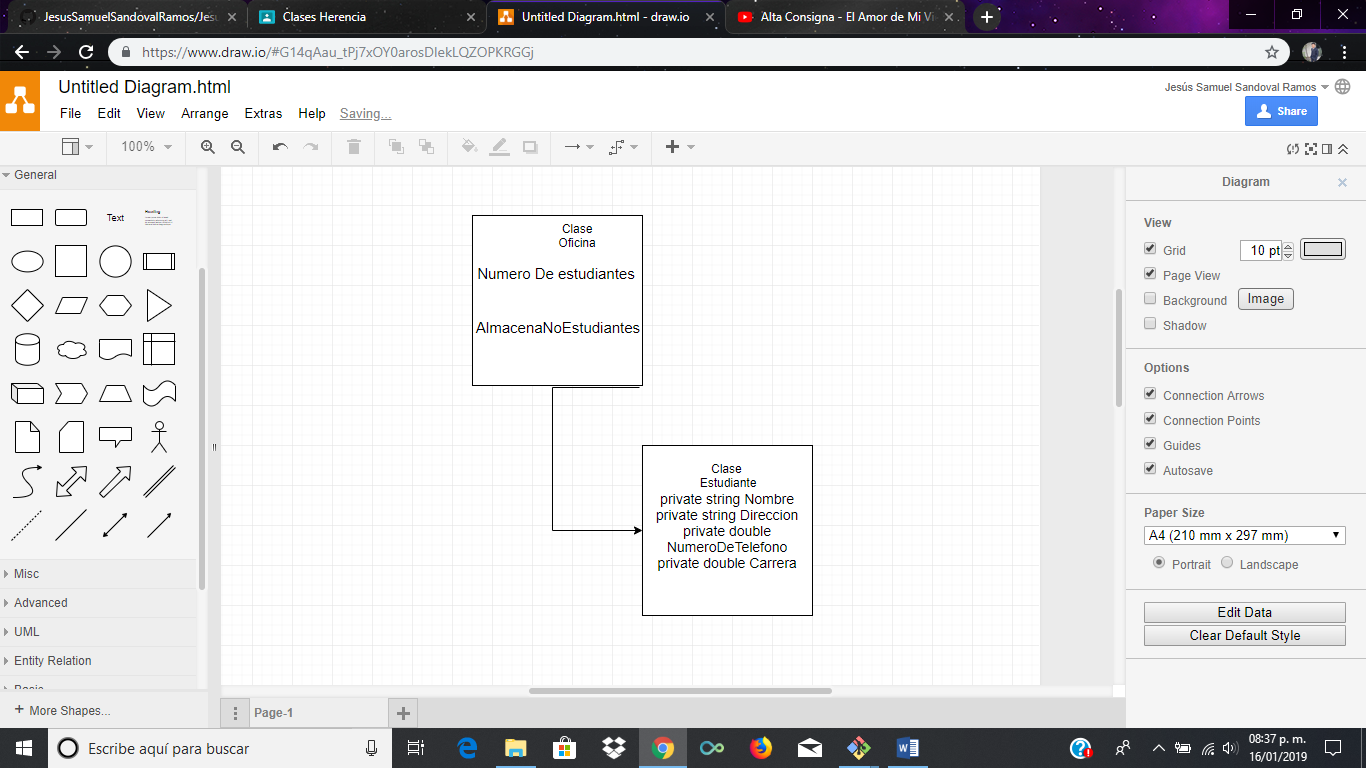 JesusSamuelSandovalRamos/Jesu
Clases Herencia
Untitled Diagram.html - draw.io
Alta Consigna - El Amor de Mi Vi
https://www.draw.io/#G14qAau_tPj7xOY0arosDIekLQZOPKRGGj
Untitled Diagram.html
Jesús Samuel Sandoval Ramos
File Edit View Arrange Extras Help Saving...
Share
100%
General
Diagram
Text
Heading
View
Grid
10 pt
Page View
Background
Image
Shadow
Options
Connection Arrows
Connection Points
Guides
Autosave
Paper Size
A4 (210 mm x 297 mm)
Portrait
Landscape
Edit Data
Clear Default Style
Clase
Oficina
Numero De estudiantes
AlmacenaNoEstudiantes
Clase
Estudiante
private string Nombre
private string Direccion
private double
NumeroDeTelefono
private double Carrera
Misc
Advanced
UML
Entity Relation
Basic
More Shapes...
Page-1
Escribe aquí para buscar
08:37 p. m.
16/01/2019